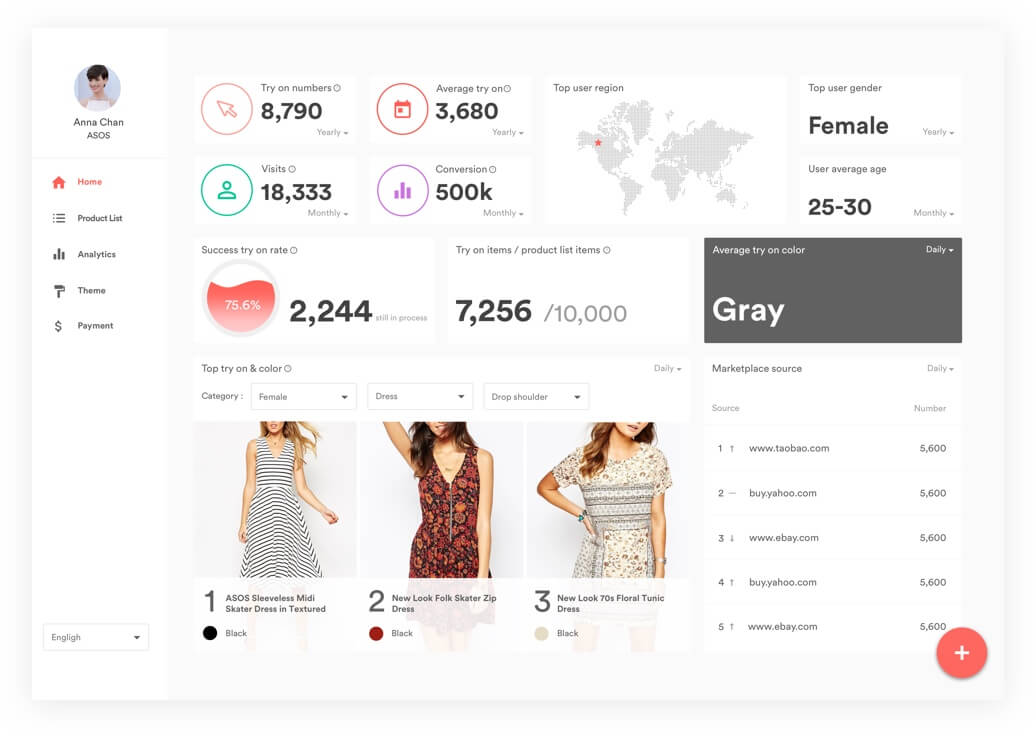 Anna Chan
ASOS
Home
Product List
Analytics
Theme
Payment
Engligh
Try on numbers
8,790
Yearly
Average try on
3,680
Yearly
Visits
18,333
Monthly
Conversion
500k
Monthly
Top user region
Top user gender
Female
Yearly
User average age
25-30
Monthly
Success try on rate
75.6%
2,244 still in process
Try on items / product list items
7,256 /10,000
Average try on color
Daily
Gray
Top try on & color
Daily
Category :
Female
Dress
Drop shoulder
1 ASOS Sleeveless Midi
Skater Dress in Textured
Black
2 New Look Folk Skater Zip
Dress
Black
3 New Look 70s Floral Tunic
Dress
Black
Marketplace source
Daily
Source Number
1 ↑ www.taobao.com 5,600
2 — buy.yahoo.com 5,600
3 ↓ www.ebay.com 5,600
4 ↑ buy.yahoo.com 5,600
5 ↑ www.ebay.com 5,600
+